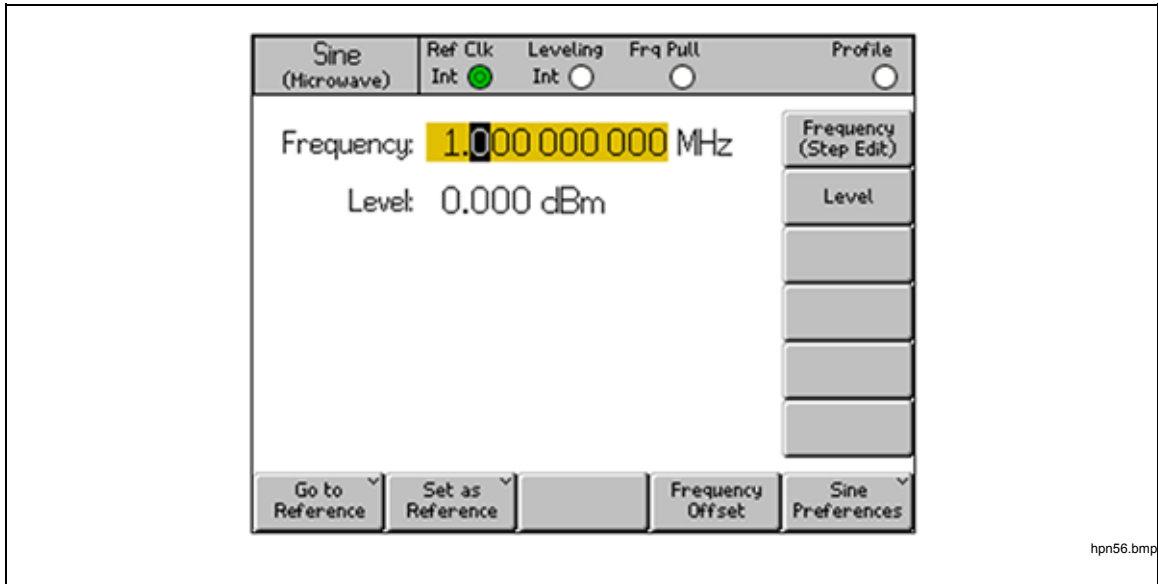 Sine
(Microwave)
Ref Clk
Int
Leveling
Int
Frq Pull
Profile
Frequency: 1.000 000 000 MHz
Level: 0.000 dBm
Frequency
(Step Edit)
Level
Go to
Reference
Set as
Reference
Frequency
Offset
Sine
Preferences
hpn56.bmp